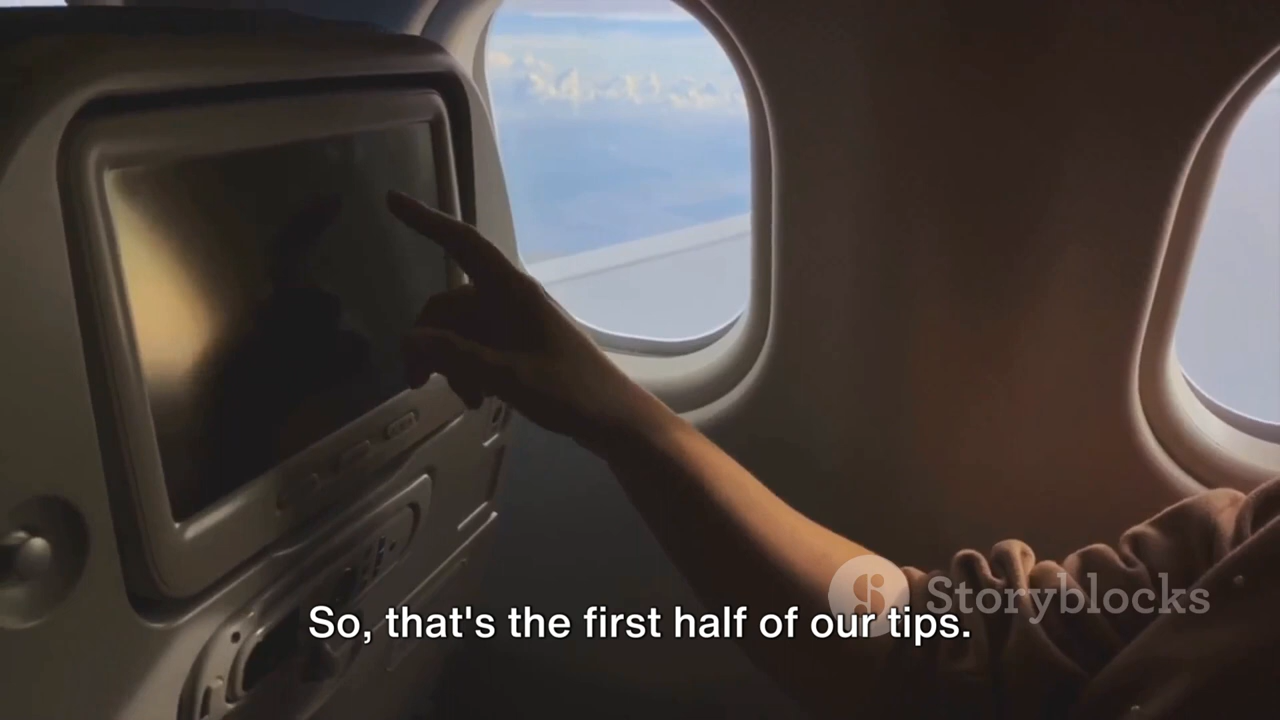 Storyblocks
So, that's the first half of our tips.